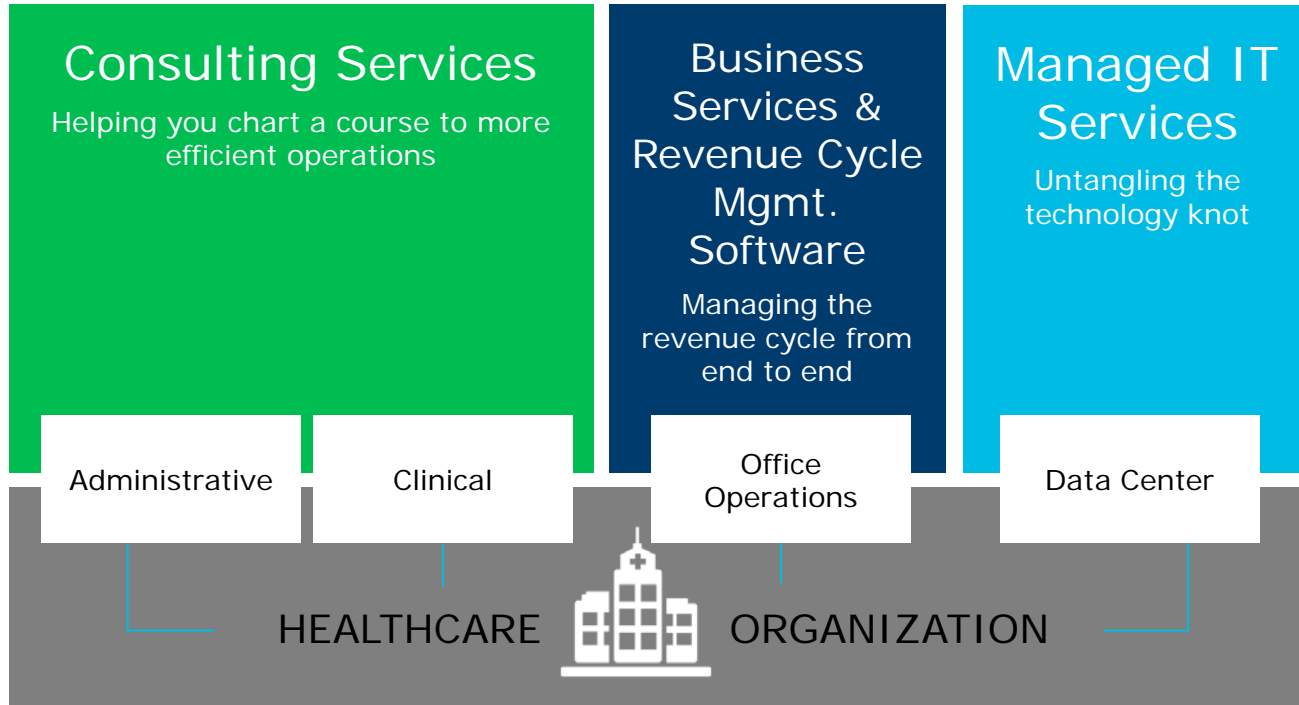 Consulting Services
Helping you chart a course to more
efficient operations
Business
Services &
Revenue Cycle
Mgmt.
Software
Managing the
revenue cycle from
end to end
Managed IT
Services
Untangling the
technology knot
Administrative
Clinical
Office
Operations
Data Center
HEALTHCARE ORGANIZATION